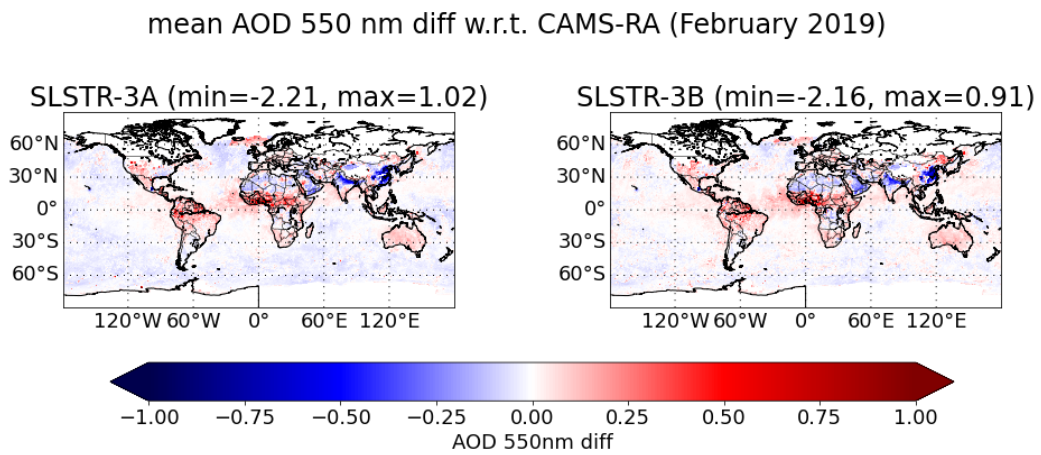 mean AOD 550 nm diff w.r.t. CAMS-RA (February 2019)
SLSTR-3A (min=-2.21, max=1.02)
SLSTR-3B (min=-2.16, max=0.91)
60°N
30°N
0°
30°S
60°S
120°W 60°W 0° 60°E 120°E
60°N
30°N
0°
30°S
60°S
120°W 60°W 0° 60°E 120°E
−1.00 −0.75 −0.50 −0.25 0.00 0.25 0.50 0.75 1.00
AOD 550nm diff